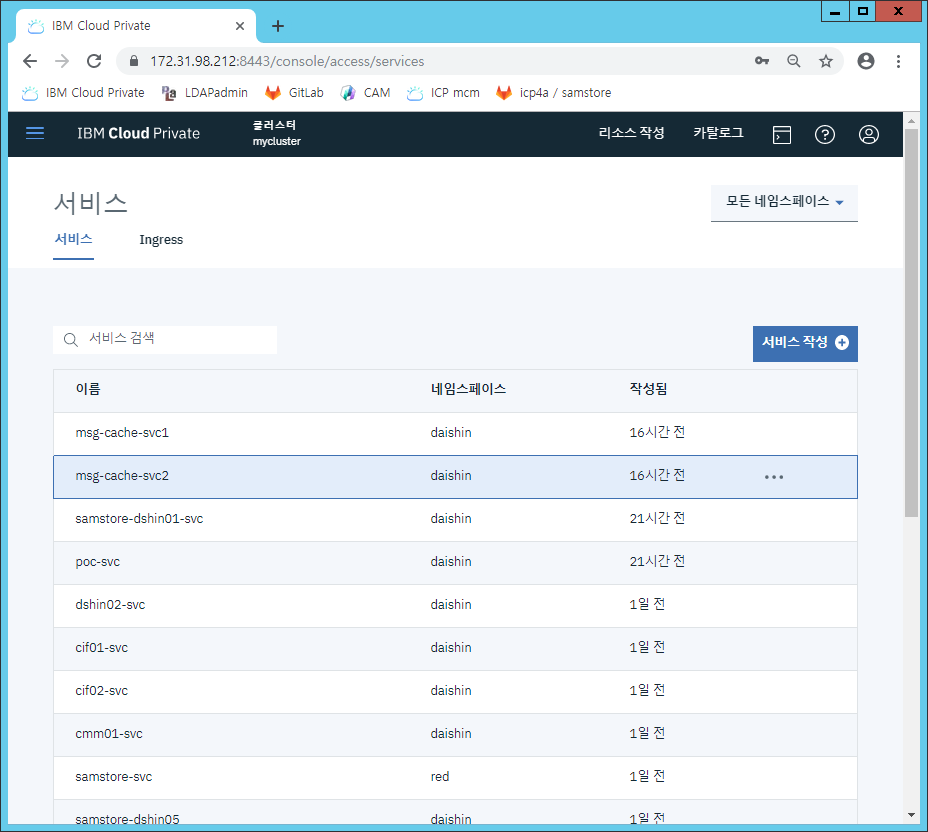 IBM Cloud Private
172.31.98.212:8443/console/access/services
IBM Cloud Private LDAPadmin GitLab CAM ICP mcm icp4a / samstore
IBM Cloud Private 클러스터 mycluster 리소스 작성 카탈로그
서비스 모든 네임스페이스
서비스 Ingress
서비스 검색 서비스 작성
이름 네임스페이스 작성됨
msg-cache-svc1 daishin 16시간 전
msg-cache-svc2 daishin 16시간 전
samstore-dshin01-svc daishin 21시간 전
poc-svc daishin 21시간 전
dshin02-svc daishin 1일 전
cif01-svc daishin 1일 전
cif02-svc daishin 1일 전
cmm01-svc daishin 1일 전
samstore-svc red 1일 전
samstore-dshin05 daishin 1일 전